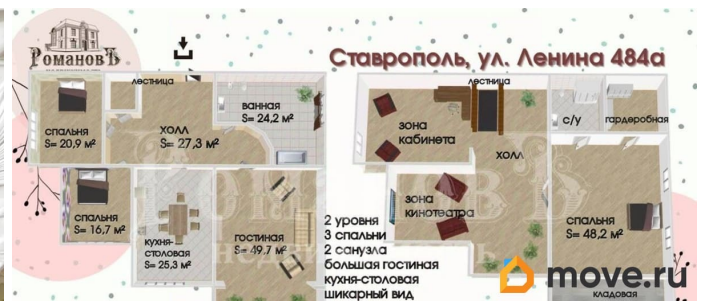 РомановЪ
Ставрополь, ул. Ленина 484а
лестница
спальня
S= 20,9 м²
холл
S= 27,3 м²
ванная
S= 24,2 м²
спальня
S= 16,7 м²
кухня-
столовая
S= 25,3 м²
гостиная
S= 49,7 м²
лестница
зона
кабинета
холл
с/у
гардеробная
зона
кинотеатра
спальня
S= 48,2 м²
кладовая
2 уровня
3 спальни
2 санузла
большая гостиная
кухня-столовая
шикарный вид
РомановЪ
move.ru